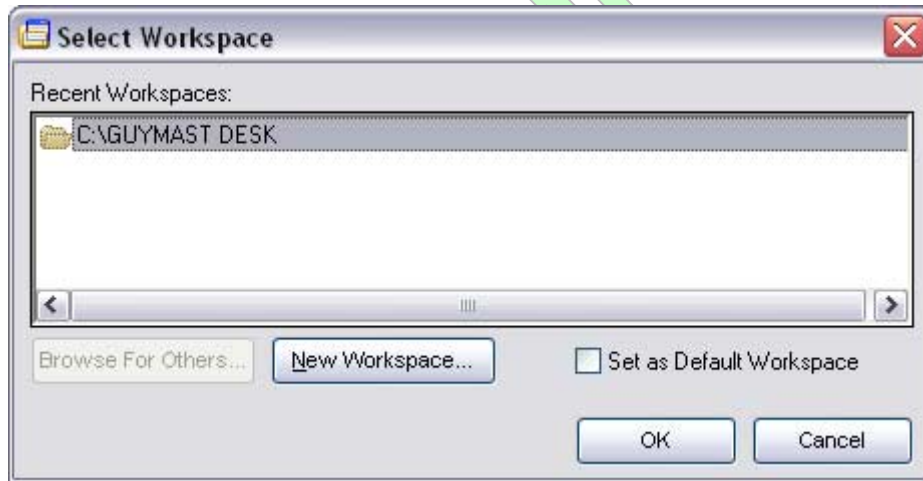 Select Workspace
Recent Workspaces:
C:\GUYMAST DESK
Browse For Others... New Workspace... Set as Default Workspace
OK Cancel